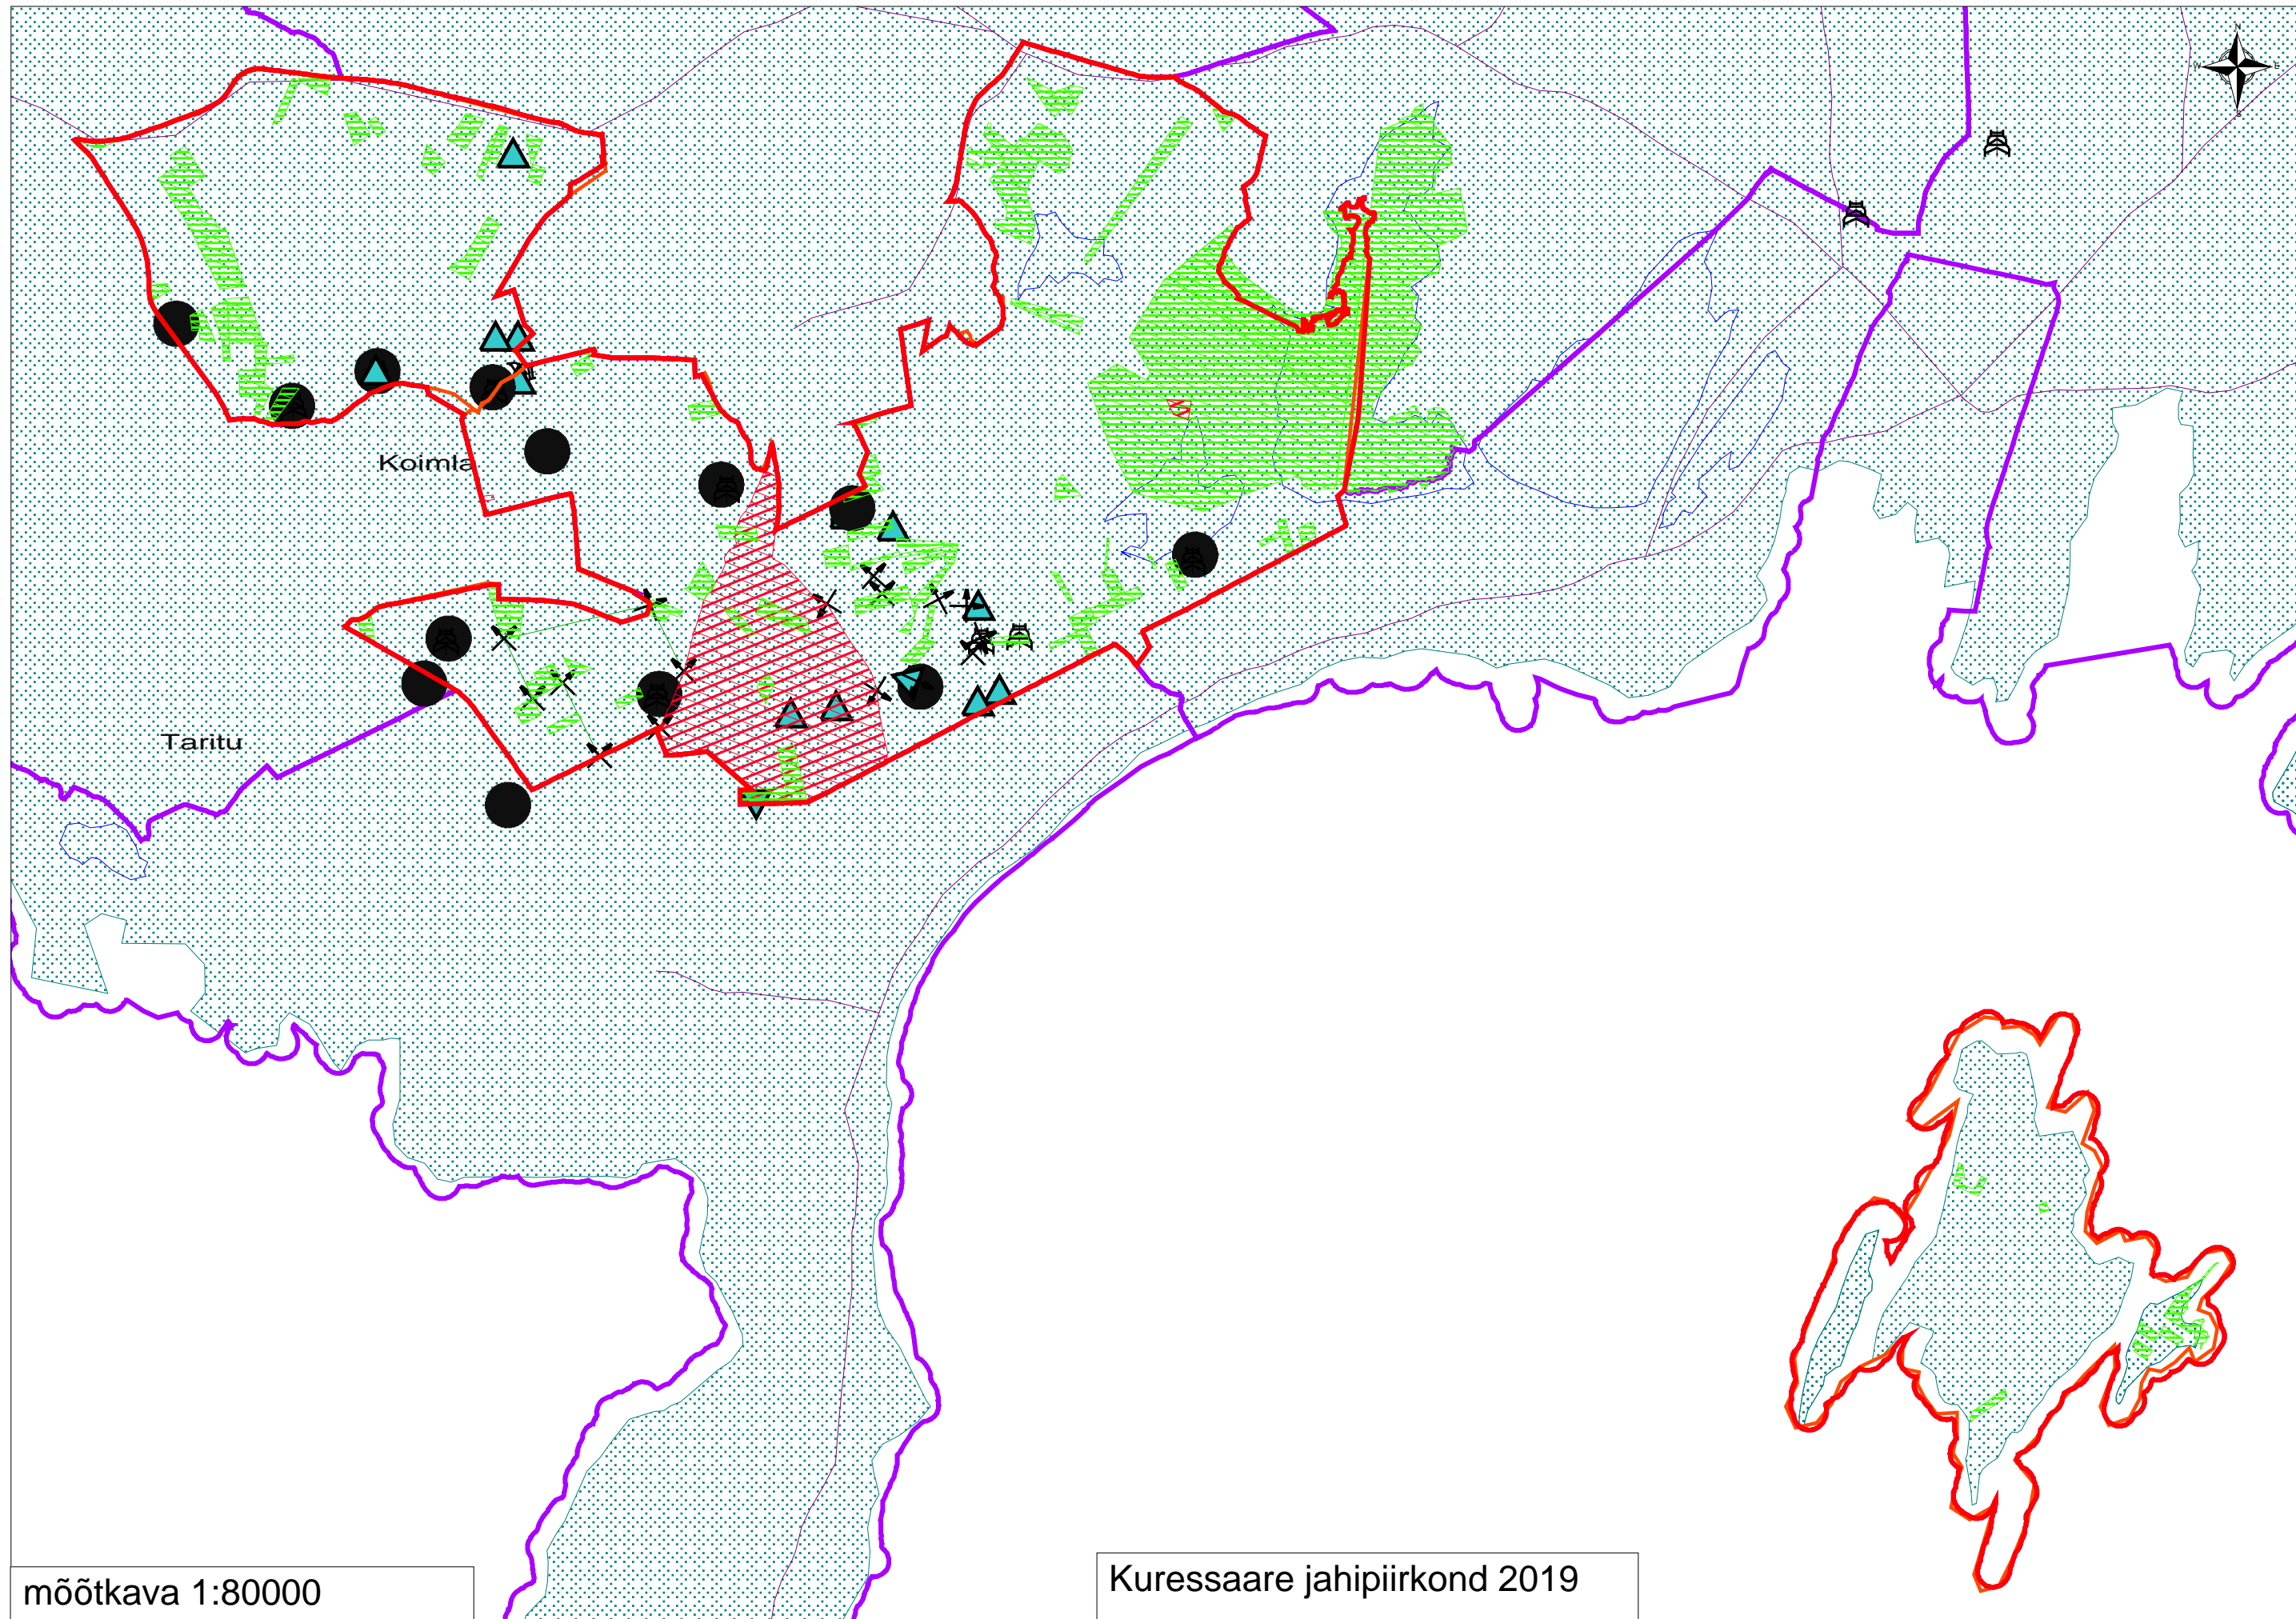 N
W E
S
Koimla
Taritu
mõõtkava 1:80000
Kuressaare jahipiirkond 2019